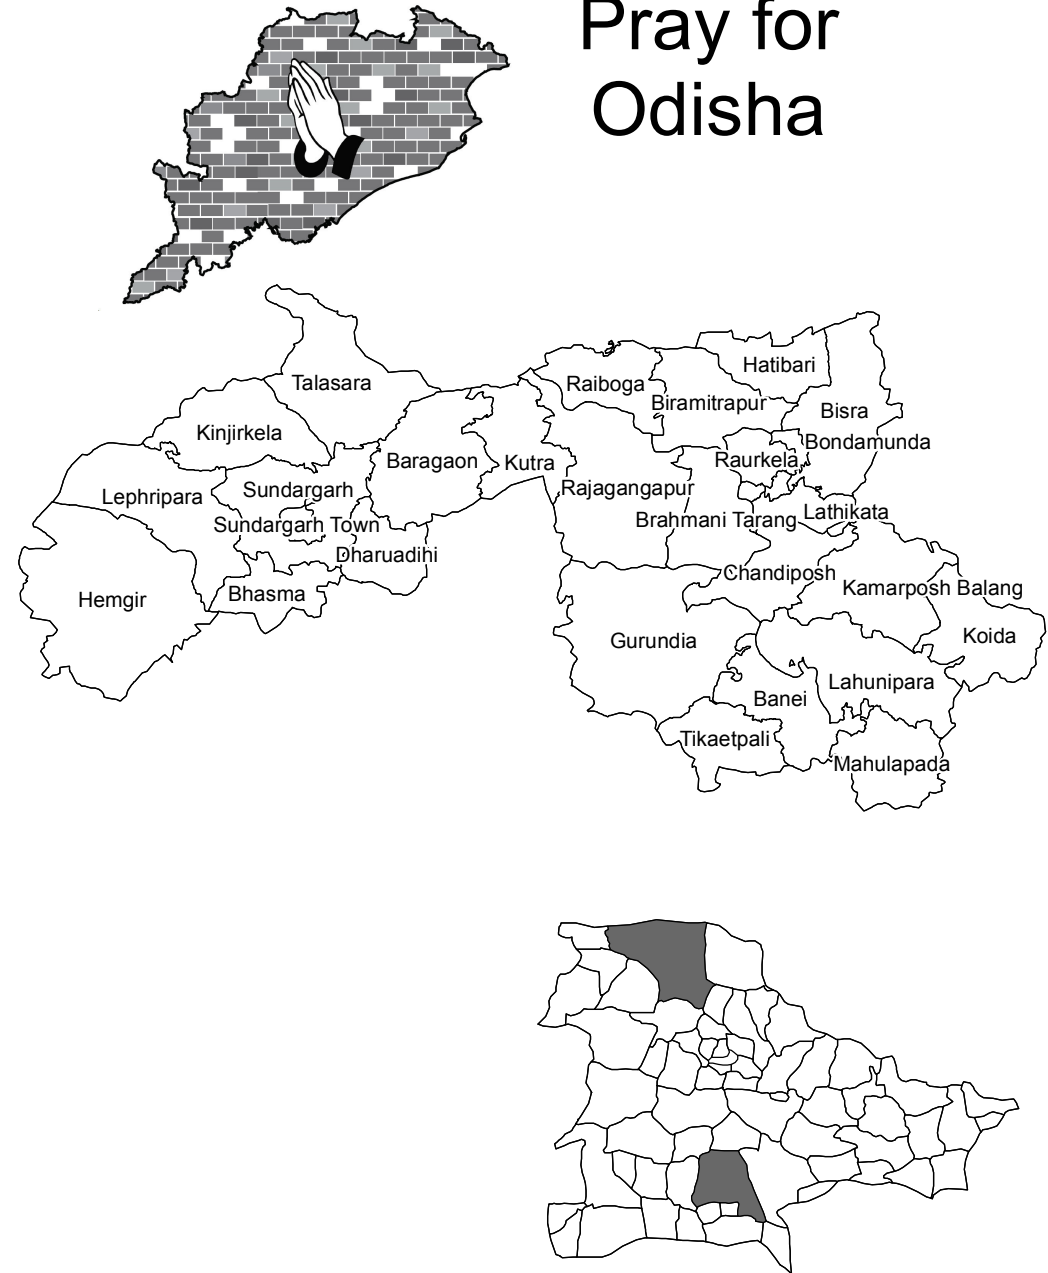 Pray for
Odisha
Talasara
Hatibari
Raiboga
Biramitrapur
Bisra
Kinjirkela
Bondamunda
Baragaon
Kutra
Raurkela
Lephripara
Sundargarh
Rajagangapur
Sundargarh Town
Brahmani Tarang
Lathikata
Dharuadihi
Chandiposh
Kamarposh Balang
Hemgir
Bhasma
Gurundia
Koida
Lahunipara
Banei
Tikaetpali
Mahulapada